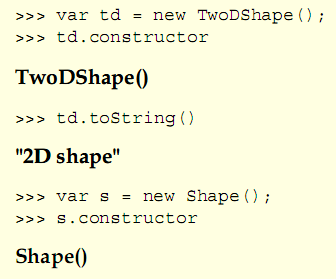 >>> var td = new TwoDShape();
>>> td.constructor
TwoDShape()
>>> td.toString()
"2D shape"
>>> var s = new Shape();
>>> s.constructor
Shape()